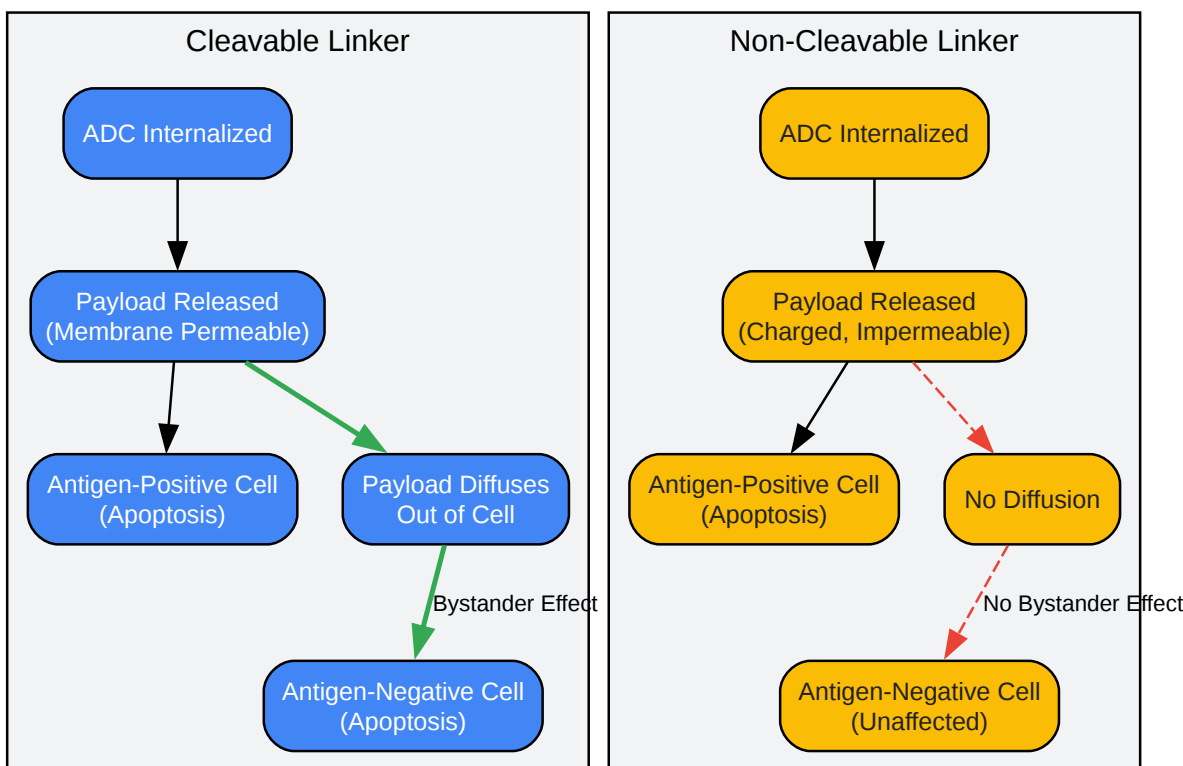 Cleavable Linker
ADC Internalized
Payload Released
(Membrane Permeable)
Antigen-Positive Cell
(Apoptosis)
Payload Diffuses
Out of Cell
Bystander Effect
Antigen-Negative Cell
(Apoptosis)
Non-Cleavable Linker
ADC Internalized
Payload Released
(Charged, Impermeable)
Antigen-Positive Cell
(Apoptosis)
No Diffusion
No Bystander Effect
Antigen-Negative Cell
(Unaffected)